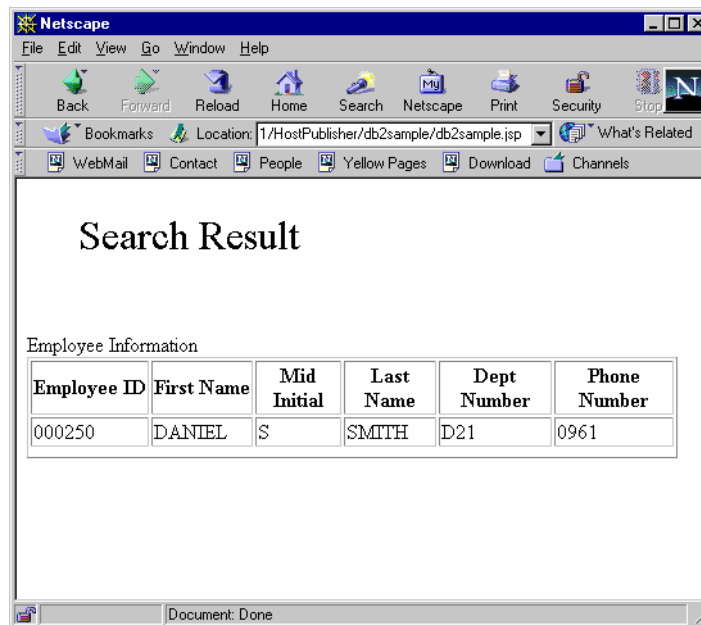 Netscape
File Edit View Go Window Help
Back Forward Reload Home Search Netscape Print Security Stop
My
N
Bookmarks Location: 1/HostPublisher/db2sample/db2sample.jsp What's Related
WebMail Contact People Yellow Pages Download Channels
Search Result
Employee Information
Employee ID First Name Mid Initial Last Name Dept Number Phone Number
000250 DANIEL S SMITH D21 0961
Document: Done